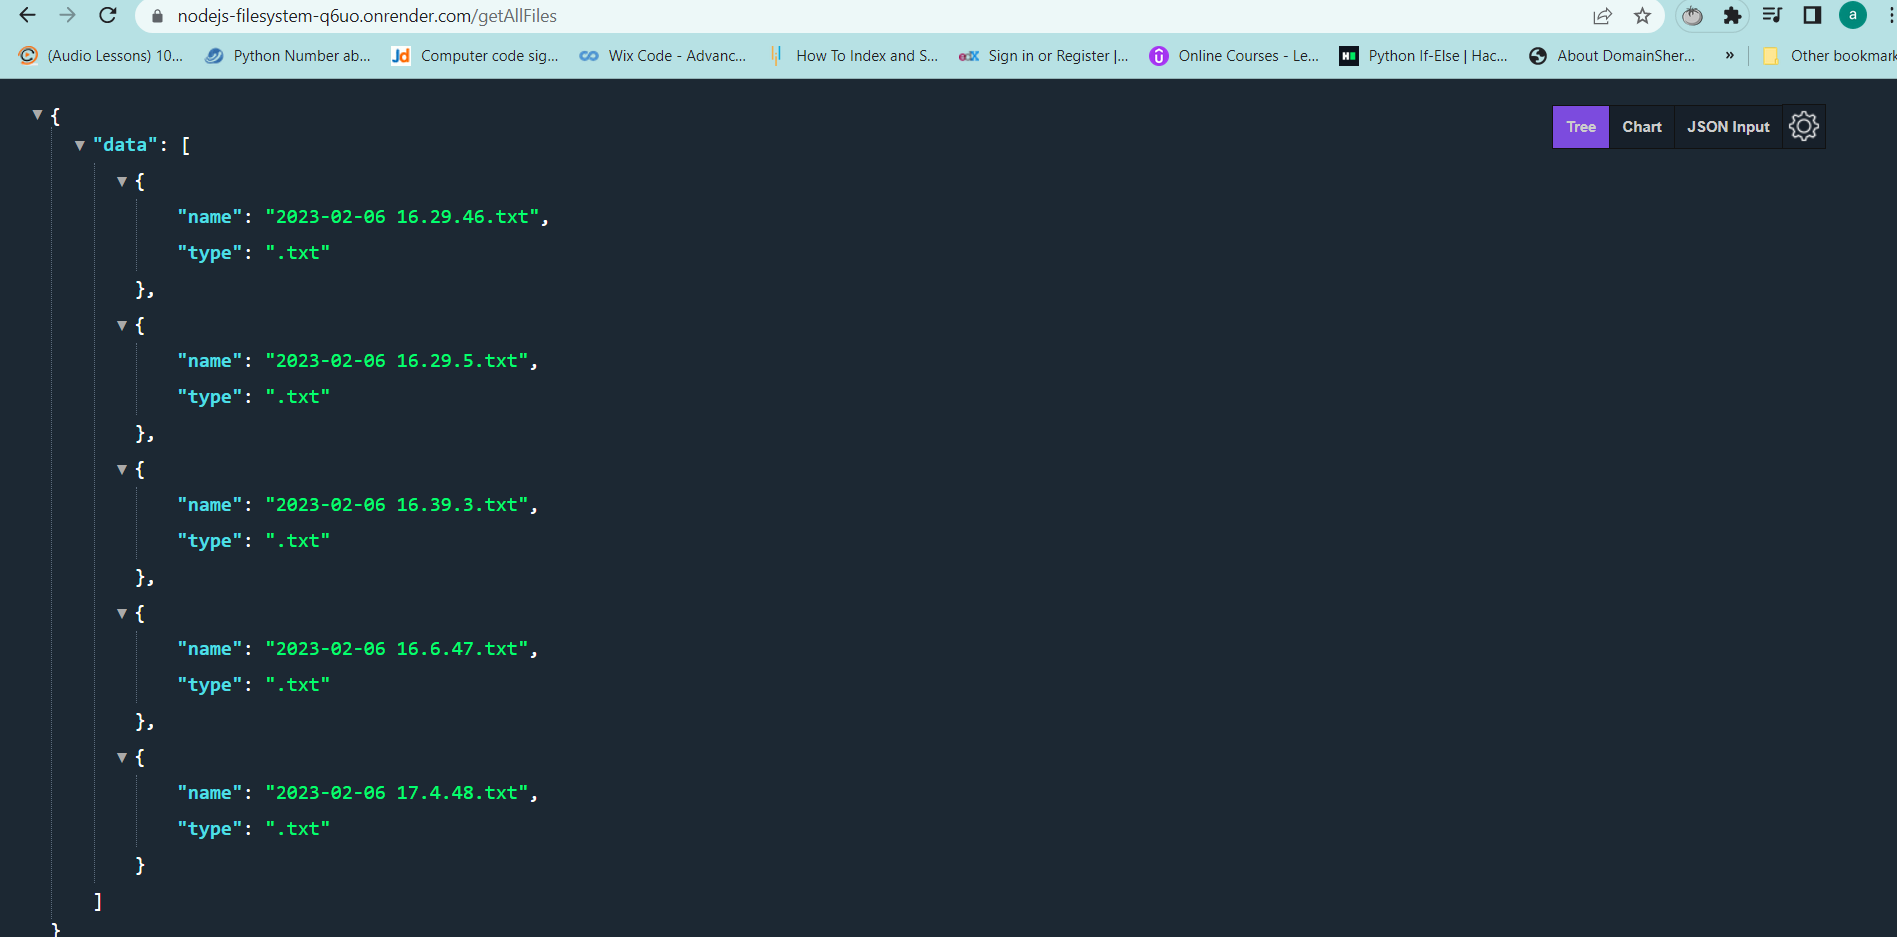 nodejs-filesystem-q6uo.onrender.com/getAllFiles
a
(Audio Lessons) 10... Python Number ab... Jd Computer code sig... Wix Code - Advanc... How To Index and S... edX Sign in or Register |... Online Courses - Le... H Python If-Else | Hac... About DomainSher... » Other bookmark
{
Tree Chart JSON Input
"data": [
{
"name": "2023-02-06 16.29.46.txt",
"type": ".txt"
},
{
"name": "2023-02-06 16.29.5.txt",
"type": ".txt"
},
{
"name": "2023-02-06 16.39.3.txt",
"type": ".txt"
},
{
"name": "2023-02-06 16.6.47.txt",
"type": ".txt"
},
{
"name": "2023-02-06 17.4.48.txt",
"type": ".txt"
}
]
}